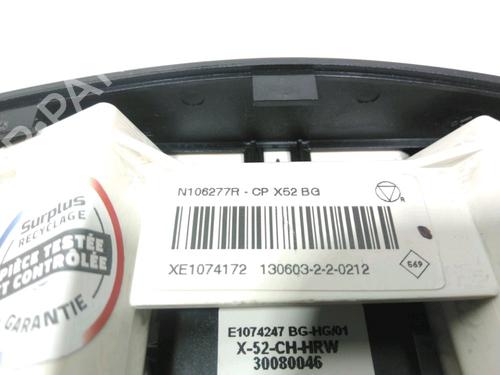 N106277R - CP X52 BG
R
XE1074172 130603-2-2-0212
569
Surplus
RECYCLAGE
PIÈCE TESTÉE
ET CONTRÔLÉE
GARANTIE
E1074247 BG-HG/01
X-52-CH-HRW
30080046